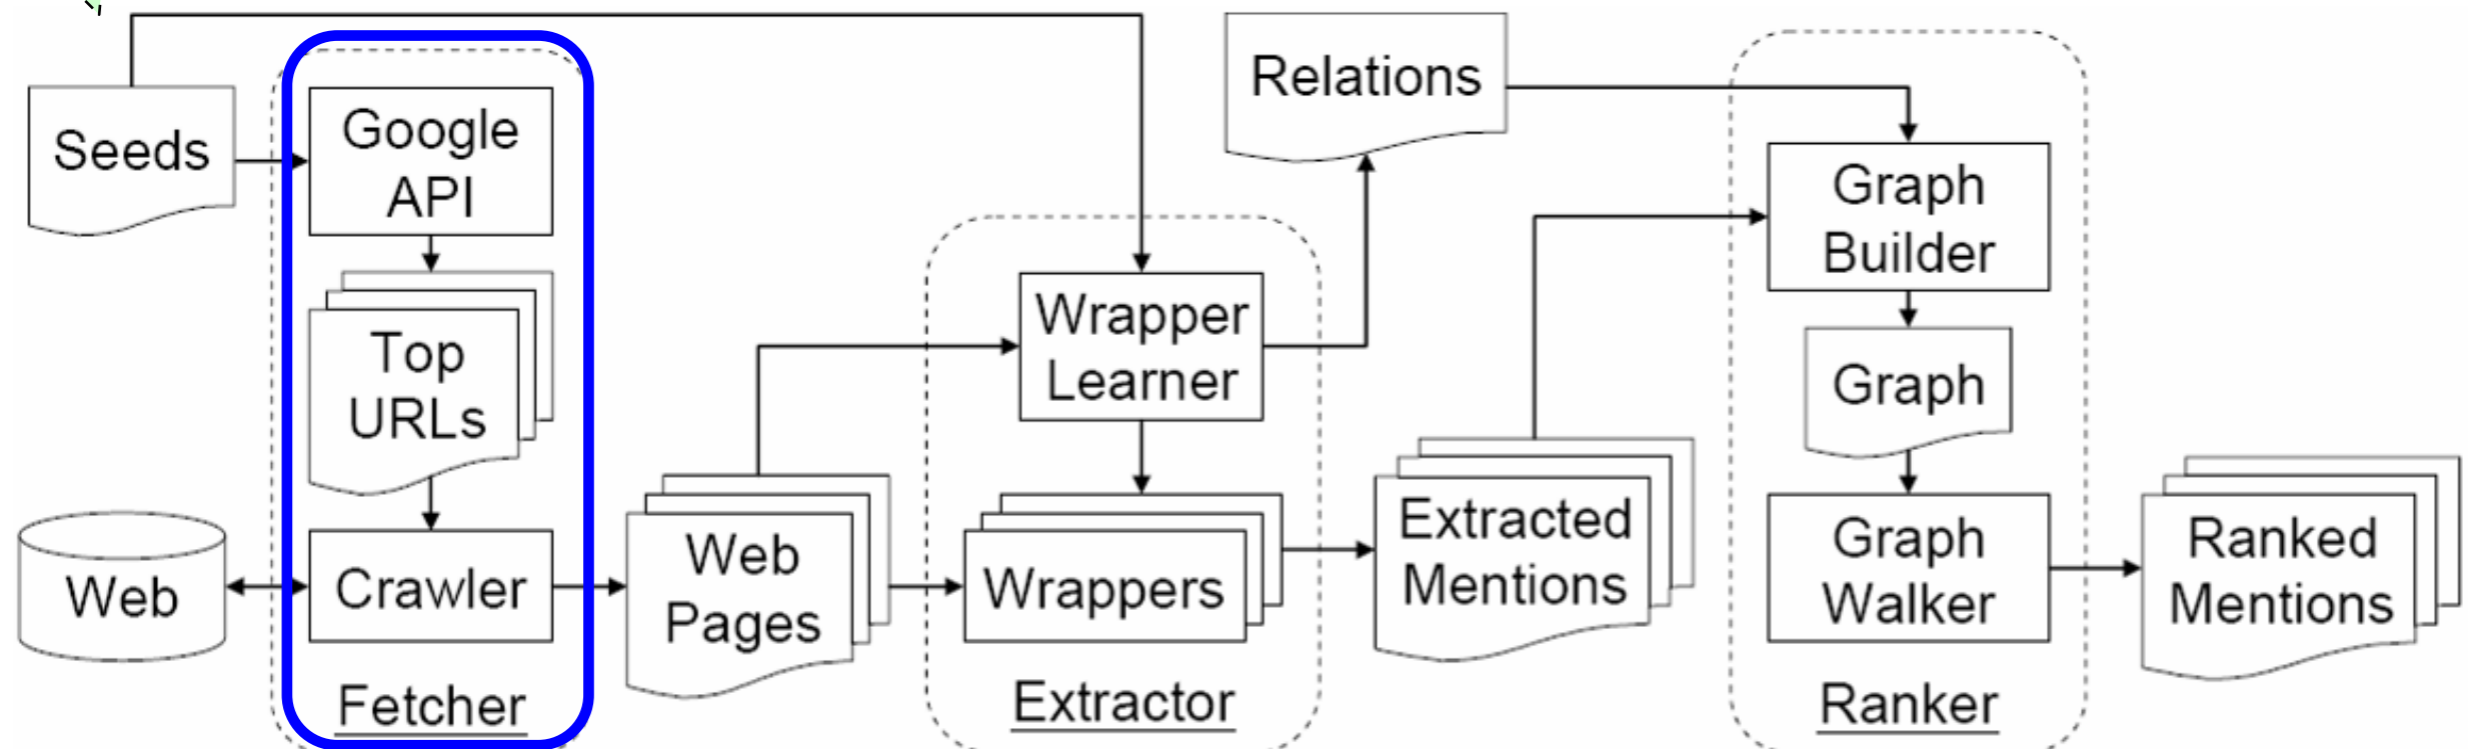 Seeds
Google
API
Top
URLs
Web
Crawler
Fetcher
Web
Pages
Wrapper
Learner
Wrappers
Extractor
Relations
Extracted
Mentions
Graph
Builder
Graph
Graph
Walker
Ranker
Ranked
Mentions